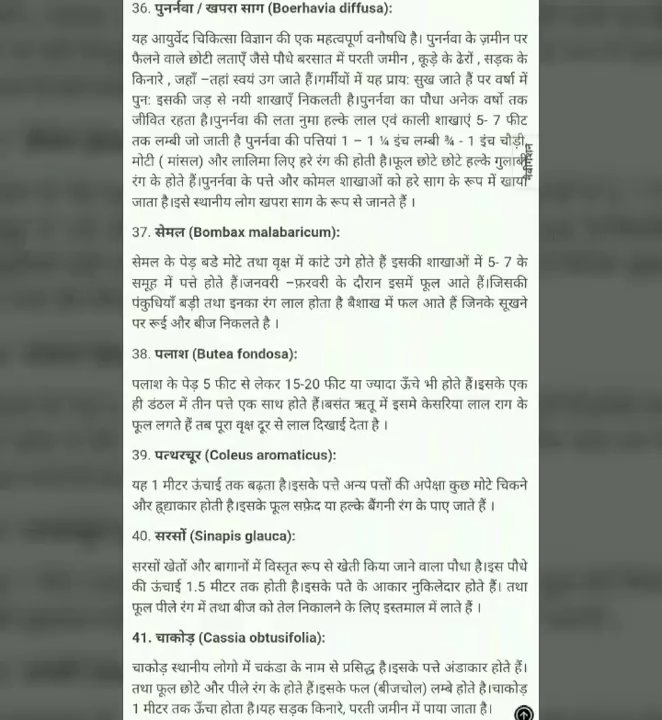 36. पुनर्नवा / खपरा साग (Boerhavia diffusa):
यह आयुर्वेद चिकित्सा विज्ञान की एक महत्वपूर्ण वनौषधि है। पुनर्नवा के ज़मीन पर
फैलने वाले छोटी लताएँ जैसे पौधे बरसात में परती जमीन , कूड़े के ढेरों , सड़क के
किनारे , जहाँ –तहां स्वयं उग जाते हैं।गर्मीयों में यह प्राय: सुख जाते हैं पर वर्षा में
पुन: इसकी जड़ से नयी शाखाएँ निकलती है।पुनर्नवा का पौधा अनेक वर्षो तक
जीवित रहता है।पुनर्नवा की लता नुमा हल्के लाल एवं काली शाखाएं 5- 7 फीट
तक लम्बी जो जाती है पुनर्नवा की पत्तियां 1 – 1 ¼ इंच लम्बी ¾ - 1 इंच चौड़ी,
मोटी ( मांसल) और लालिमा लिए हरे रंग की होती है।फूल छोटे छोटे हल्के गुलाबी
रंग के होते हैं।पुनर्नवा के पत्ते और कोमल शाखाओं को हरे साग के रूप में खाया
जाता है।इसे स्थानीय लोग खपरा साग के रूप से जानते हैं ।
नेवीगेशन
37. सेमल (Bombax malabaricum):
सेमल के पेड़ बडे मोटे तथा वृक्ष में कांटे उगे होते हैं इसकी शाखाओं में 5- 7 के
समूह में पत्ते होते हैं।जनवरी –फ़रवरी के दौरान इसमें फूल आते हैं।जिसकी
पंकुधियाँ बड़ी तथा इनका रंग लाल होता है बैशाख में फल आते हैं जिनके सूखने
पर रूई और बीज निकलते है ।
38. पलाश (Butea fondosa):
पलाश के पेड़ 5 फीट से लेकर 15-20 फीट या ज्यादा ऊँचे भी होते हैं।इसके एक
ही डंठल में तीन पत्ते एक साथ होते हैं।बसंत ऋतू में इसमे केसरिया लाल राग के
फूल लगते हैं तब पूरा वृक्ष दूर से लाल दिखाई देता है ।
39. पत्थरचूर (Coleus aromaticus):
यह 1 मीटर ऊंचाई तक बढ़ता है।इसके पत्ते अन्य पत्तों की अपेक्षा कुछ मोटे चिकने
और हृद्याकार होती है।इसके फूल सफ़ेद या हल्के बैंगनी रंग के पाए जाते हैं ।
40. सरसों (Sinapis glauca):
सरसों खेतों और बागानों में विस्तृत रूप से खेती किया जाने वाला पौधा है।इस पौधे
की ऊंचाई 1.5 मीटर तक होती है।इसके पते के आकार नुकिलेदार होते हैं। तथा
फूल पीले रंग में तथा बीज को तेल निकालने के लिए इस्तमाल में लाते हैं ।
41. चाकोड़ (Cassia obtusifolia):
चाकोड़ स्थानीय लोगो में चकंडा के नाम से प्रसिद्ध है।इसके पत्ते अंडाकार होते हैं।
तथा फूल छोटे और पीले रंग के होते हैं।इसके फल (बीजचोल) लम्बे होते है।चाकोड़
1 मीटर तक ऊँचा होता है।यह सड़क किनारे, परती जमीन में पाया जाता है।